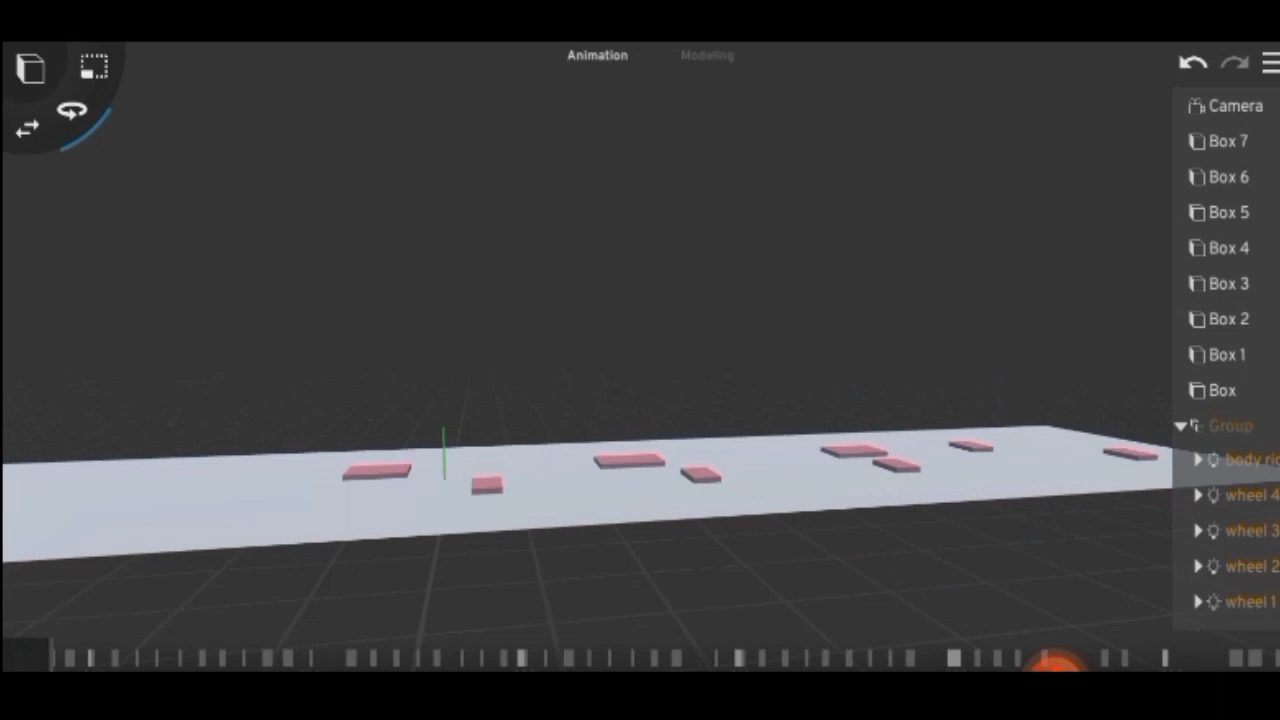 Animation
Modeling
Camera
Box 7
Box 6
Box 5
Box 4
Box 3
Box 2
Box 1
Box
Group
body
wheel 4
wheel 3
wheel 2
wheel 1